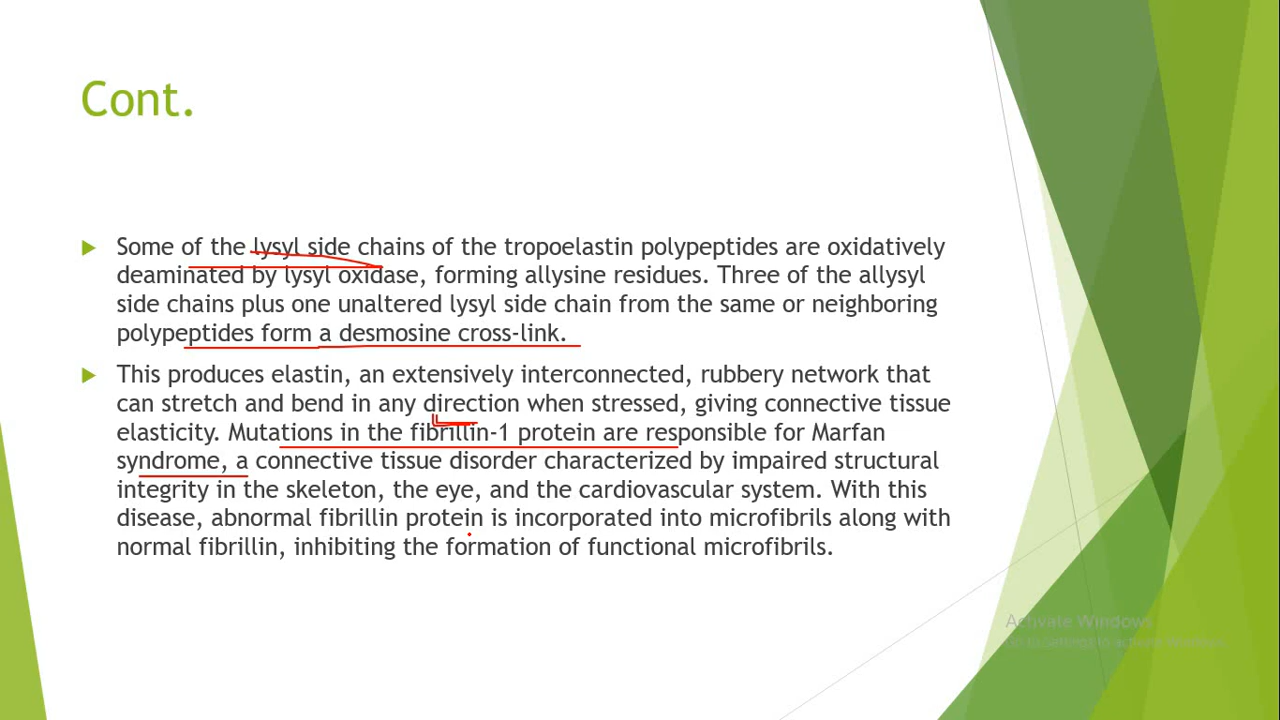 Cont.
Some of the lysyl side chains of the tropoelastin polypeptides are oxidatively
deaminated by lysyl oxidase, forming allysine residues. Three of the allysyl
side chains plus one unaltered lysyl side chain from the same or neighboring
polypeptides form a desmosine cross-link.
This produces elastin, an extensively interconnected, rubbery network that
can stretch and bend in any direction when stressed, giving connective tissue
elasticity. Mutations in the fibrillin-1 protein are responsible for Marfan
syndrome, a connective tissue disorder characterized by impaired structural
integrity in the skeleton, the eye, and the cardiovascular system. With this
disease, abnormal fibrillin protein is incorporated into microfibrils along with
normal fibrillin, inhibiting the formation of functional microfibrils.
Activate Windows
to activate Windows.